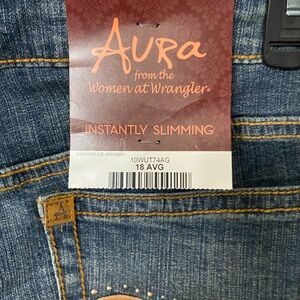 AURA
from the
Women at Wrangler
INSTANTLY SLIMMING
10WUT74AG
18 AVG